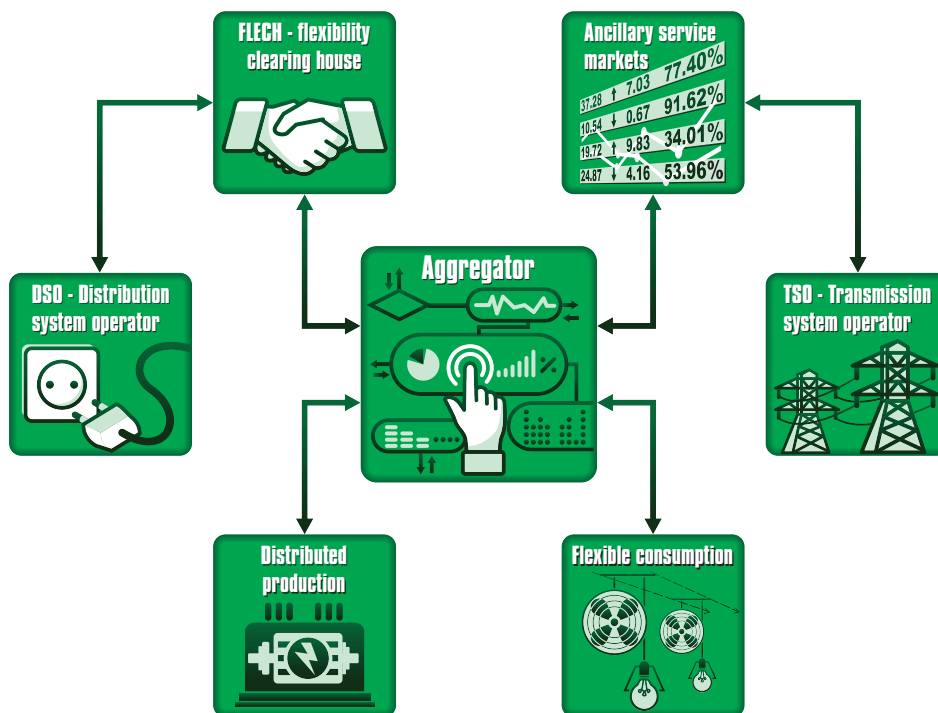 FLECH - flexibility
clearing house
Ancillary service
markets
37.28 ↑ 7.03 77.40%
10.54 ↓ 0.67 91.62%
19.72 ↑ 9.83 34.01%
24.87 ↓ 4.16 53.96%
Aggregator
%
DSO - Distribution
system operator
TSO - Transmission
system operator
Distributed
production
Flexible consumption